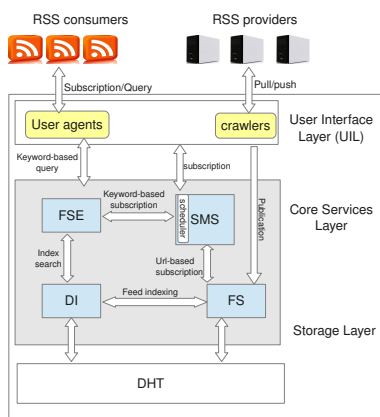 RSS consumers
RSS providers
Subscription/Query
Pull/push
User agents
crawlers
User Interface
Layer (UIL)
Keyword-based
query
subscription
Publication
Keyword-based
subscription
FSE
scheduler
SMS
Core Services
Layer
Index
search
Url-based
subscription
DI
Feed indexing
FS
Storage Layer
DHT